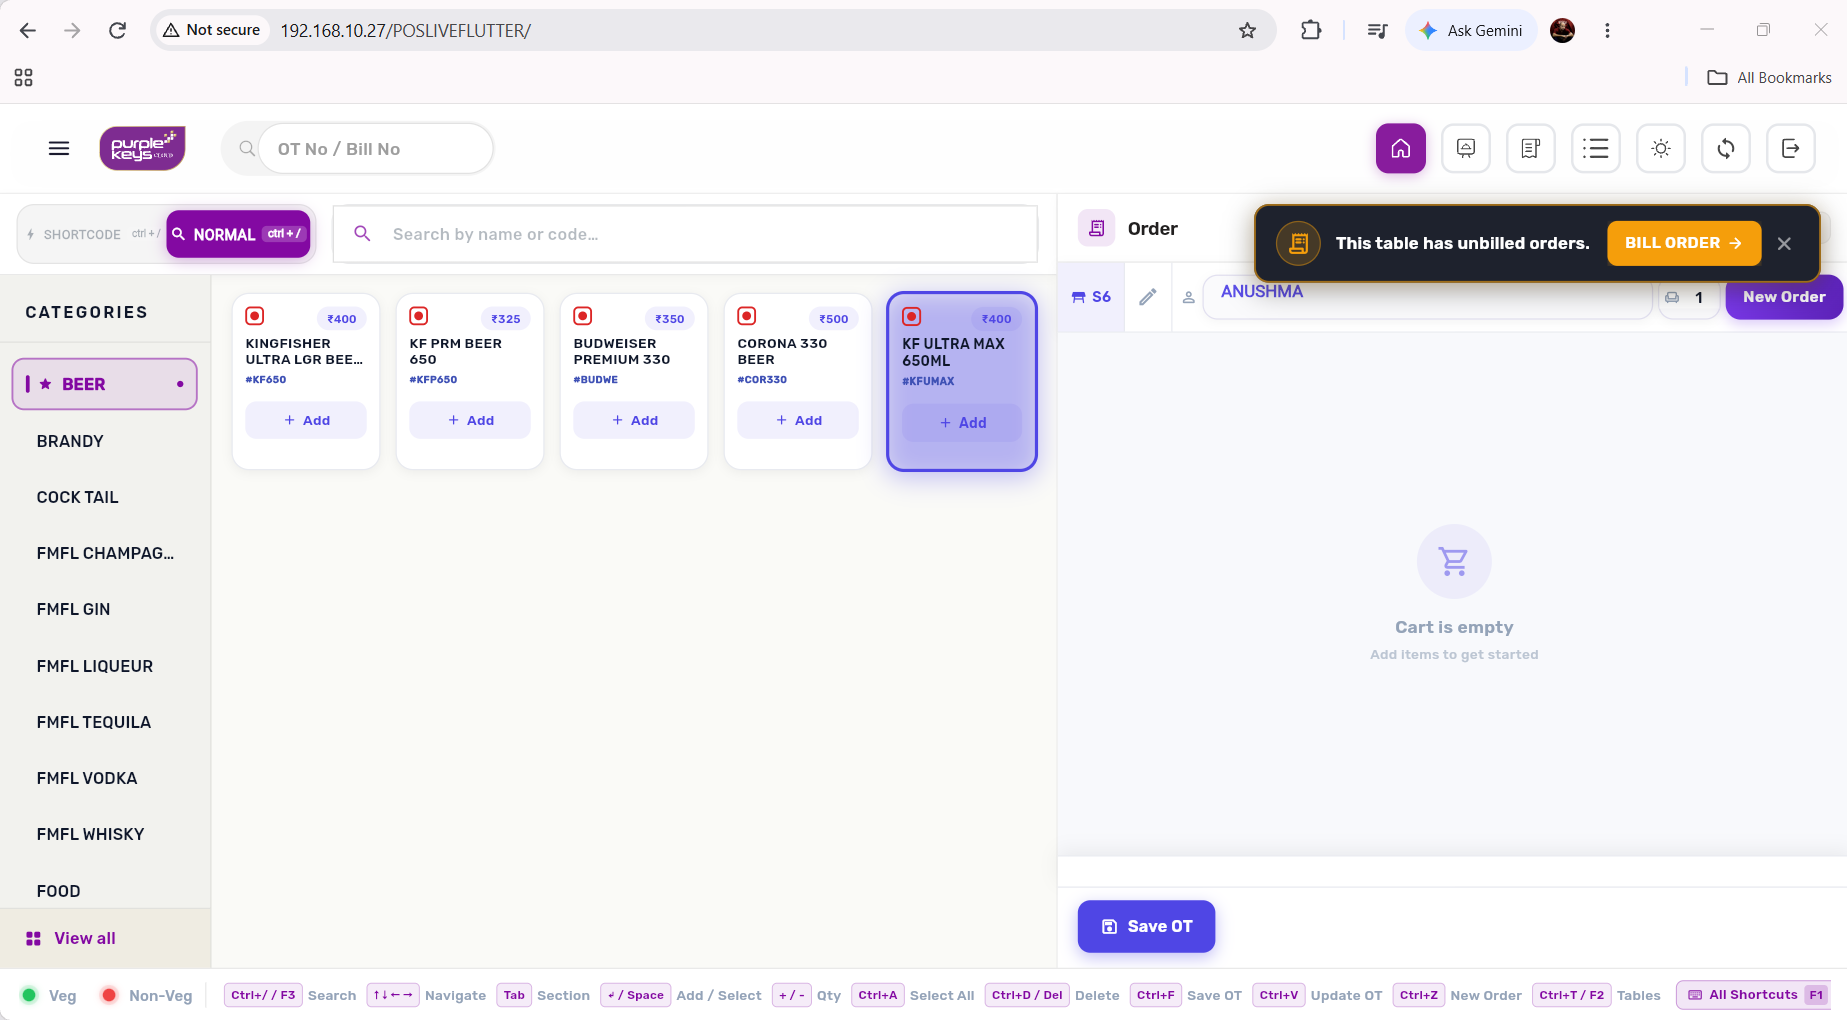 Not secure
192.168.10.27/POSLIVEFLUTTER/
Ask Gemini
All Bookmarks
purple
keys CLOUD
OT No / Bill No
SHORTCODE ctrl + /
NORMAL ctrl + /
Search by name or code...
Order
This table has unbilled orders.
BILL ORDER →
S6
ANUSHMA
1
New Order
CATEGORIES
BEER
BRANDY
COCK TAIL
FMFL CHAMPAG...
FMFL GIN
FMFL LIQUEUR
FMFL TEQUILA
FMFL VODKA
FMFL WHISKY
FOOD
View all
₹400
KINGFISHER
ULTRA LGR BEE...
#KF650
+ Add
₹325
KF PRM BEER
650
#KFP650
+ Add
₹350
BUDWEISER
PREMIUM 330
#BUDWE
+ Add
₹500
CORONA 330
BEER
#COR330
+ Add
₹400
KF ULTRA MAX
650ML
#KFUMAX
+ Add
Cart is empty
Add items to get started
Save OT
Veg
Non-Veg
Ctrl+/ / F3 Search
↑↓←→ Navigate
Tab Section
↲ / Space Add / Select
+ / - Qty
Ctrl+A Select All
Ctrl+D / Del Delete
Ctrl+F Save OT
Ctrl+V Update OT
Ctrl+Z New Order
Ctrl+T / F2 Tables
All Shortcuts F1